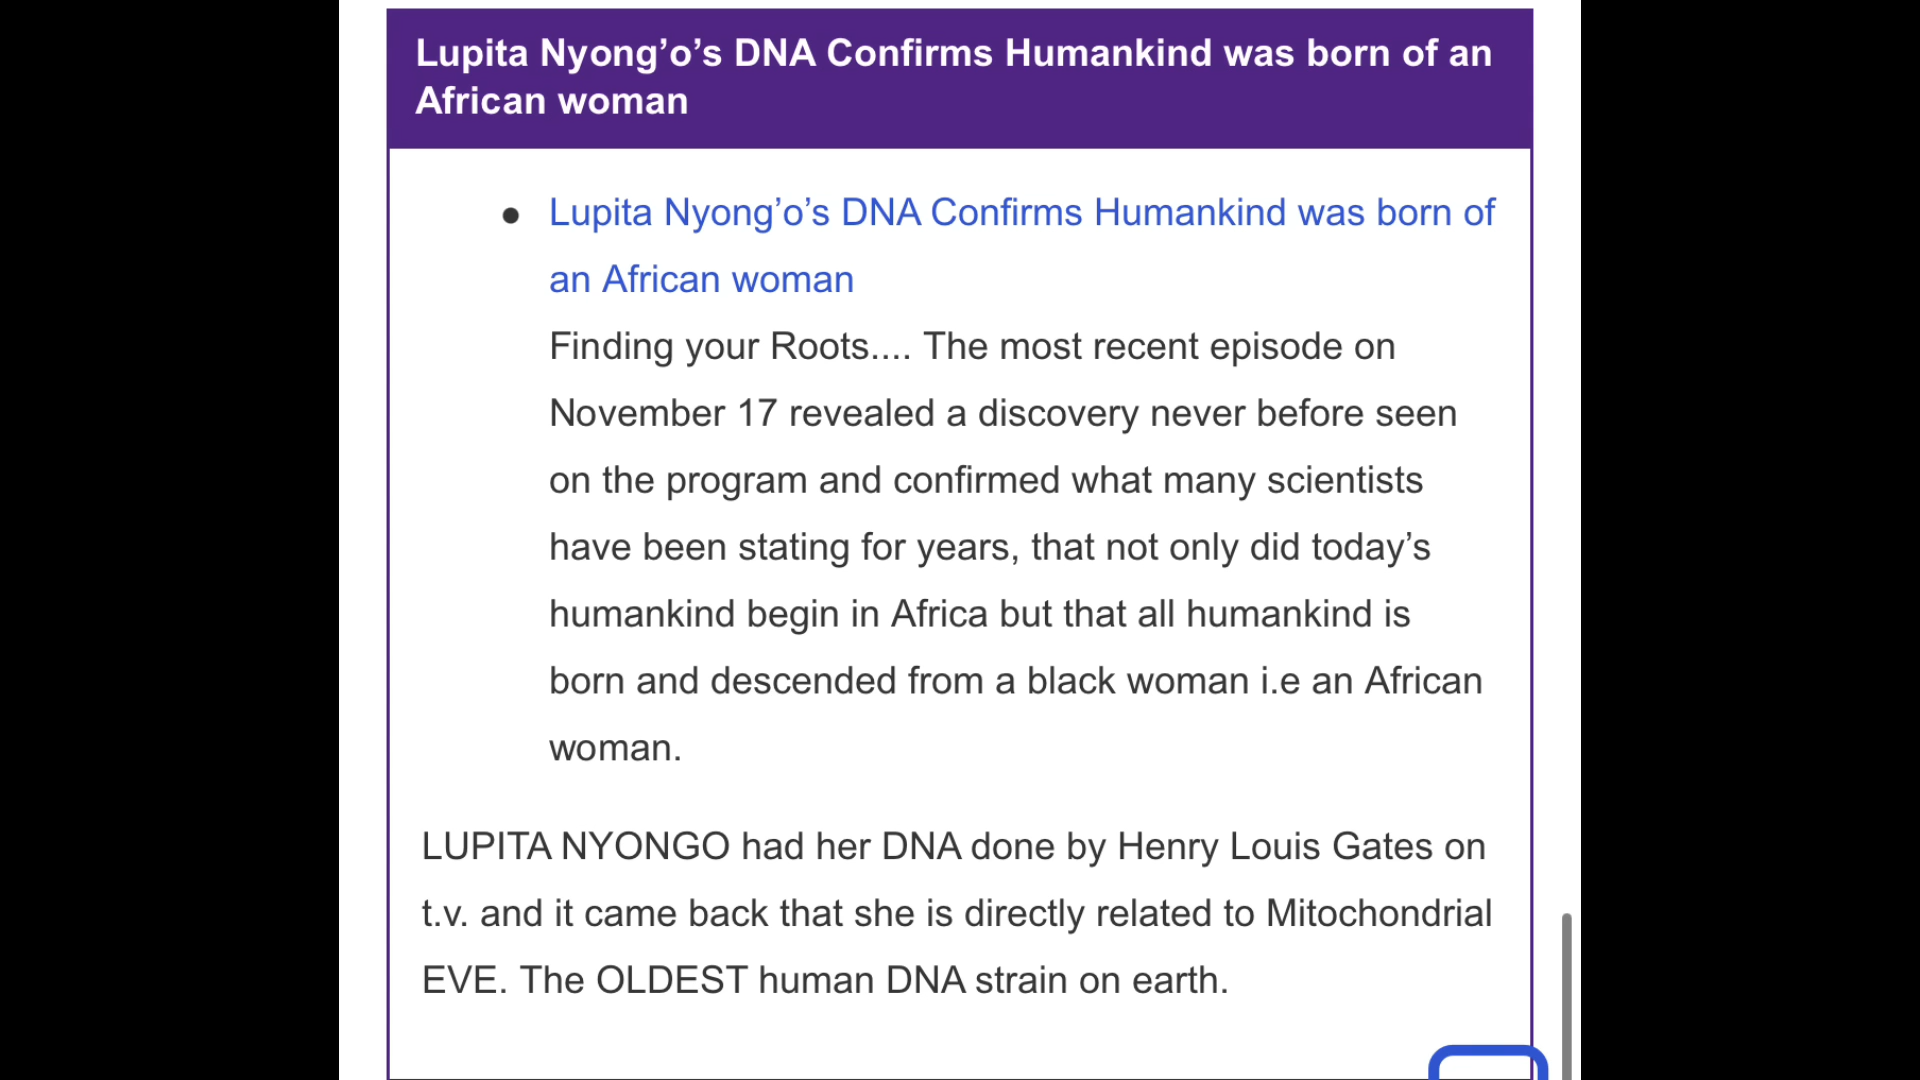 Lupita Nyong’o’s DNA Confirms Humankind was born of an
African woman
• Lupita Nyong’o’s DNA Confirms Humankind was born of
an African woman
Finding your Roots.... The most recent episode on
November 17 revealed a discovery never before seen
on the program and confirmed what many scientists
have been stating for years, that not only did today’s
humankind begin in Africa but that all humankind is
born and descended from a black woman i.e an African
woman.
LUPITA NYONGO had her DNA done by Henry Louis Gates on
t.v. and it came back that she is directly related to Mitochondrial
EVE. The OLDEST human DNA strain on earth.